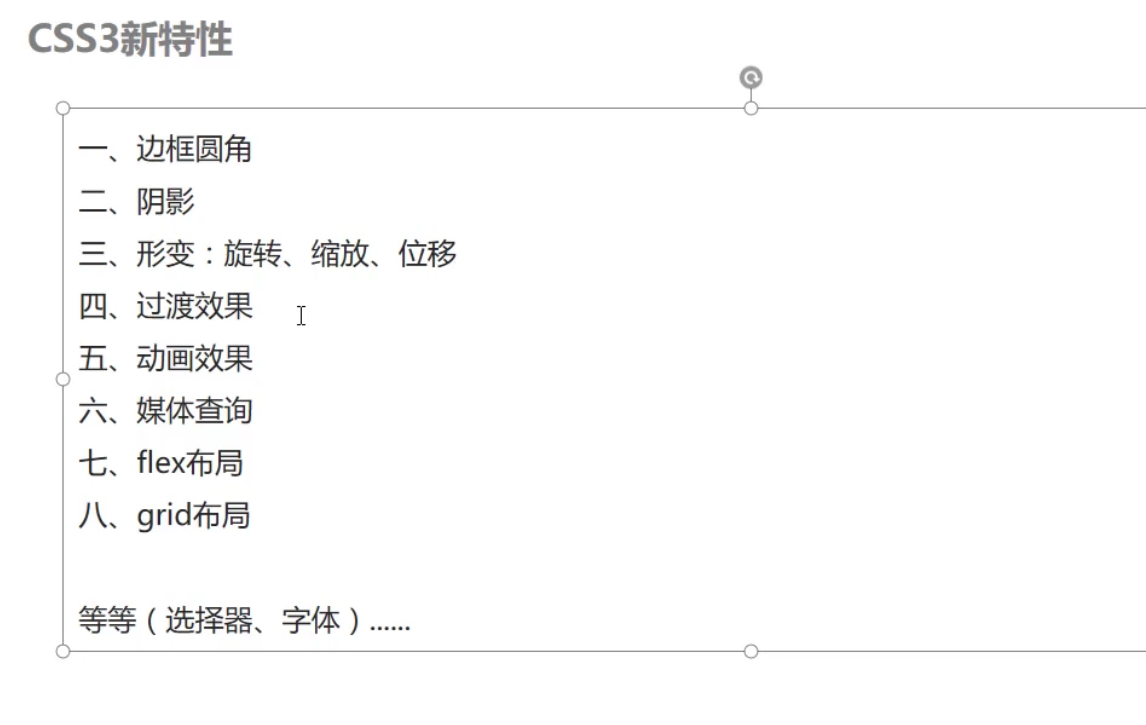 CSS3新特性
一、边框圆角
二、阴影
三、形变：旋转、缩放、位移
四、过渡效果
五、动画效果
六、媒体查询
七、flex布局
八、grid布局
等等（选择器、字体）......